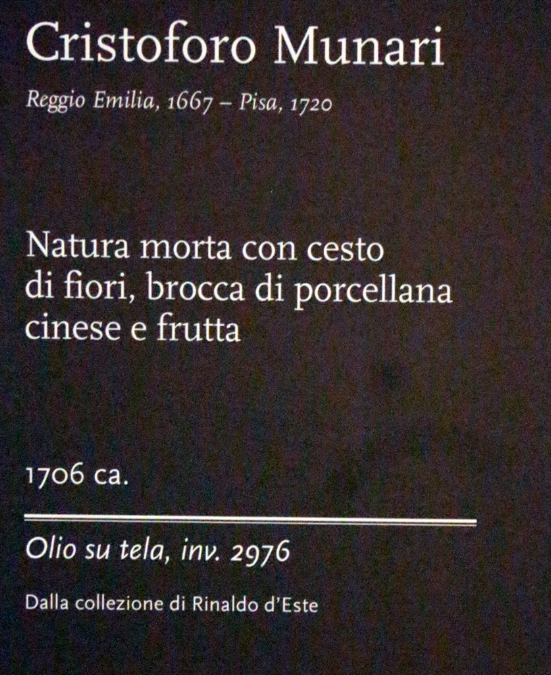 Cristoforo Munari
Reggio Emilia, 1667 – Pisa, 1720
Natura morta con cesto
di fiori, brocca di porcellana
cinese e frutta
1706 ca.
Olio su tela, inv. 2976
Dalla collezione di Rinaldo d'Este